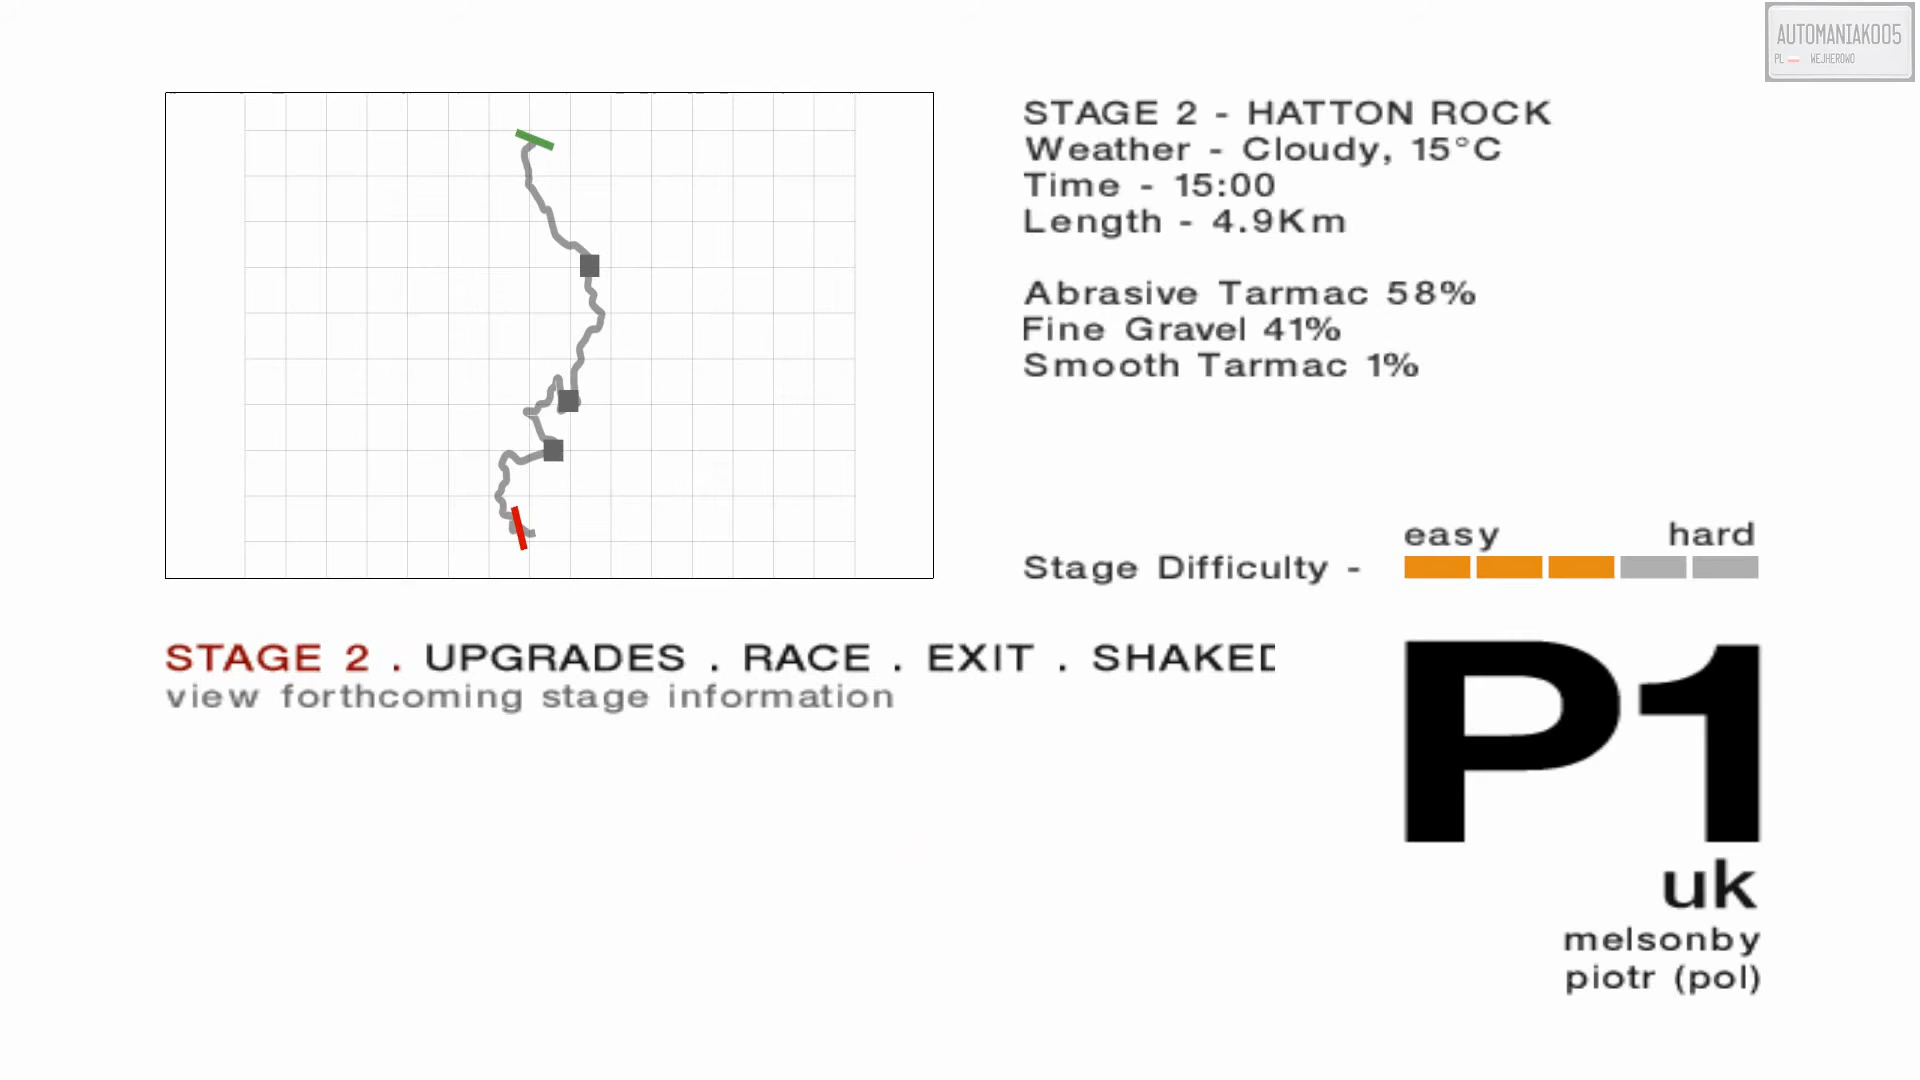 AUTOMANIAK005
PL WEJHEROWO
STAGE 2 - HATTON ROCK
Weather - Cloudy, 15°C
Time - 15:00
Length - 4.9Km
Abrasive Tarmac 58%
Fine Gravel 41%
Smooth Tarmac 1%
easy hard
Stage Difficulty -
STAGE 2 . UPGRADES . RACE . EXIT . SHAKED
view forthcoming stage information
P1
uk
melsonby
piotr (pol)